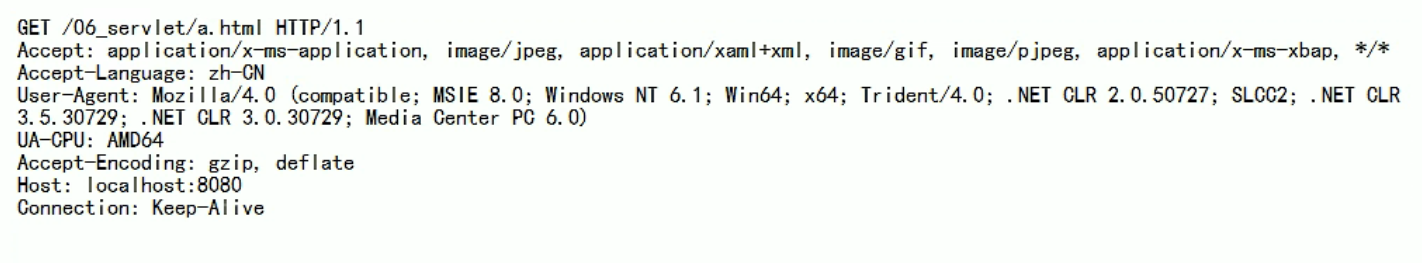 GET /06_servlet/a.html HTTP/1.1
Accept: application/x-ms-application, image/jpeg, application/xaml+xml, image/gif, image/pjpeg, application/x-ms-xbap, */*
Accept-Language: zh-CN
User-Agent: Mozilla/4.0 (compatible; MSIE 8.0; Windows NT 6.1; Win64; x64; Trident/4.0; .NET CLR 2.0.50727; SLCC2; .NET CLR
3.5.30729; .NET CLR 3.0.30729; Media Center PC 6.0)
UA-CPU: AMD64
Accept-Encoding: gzip, deflate
Host: localhost:8080
Connection: Keep-Alive